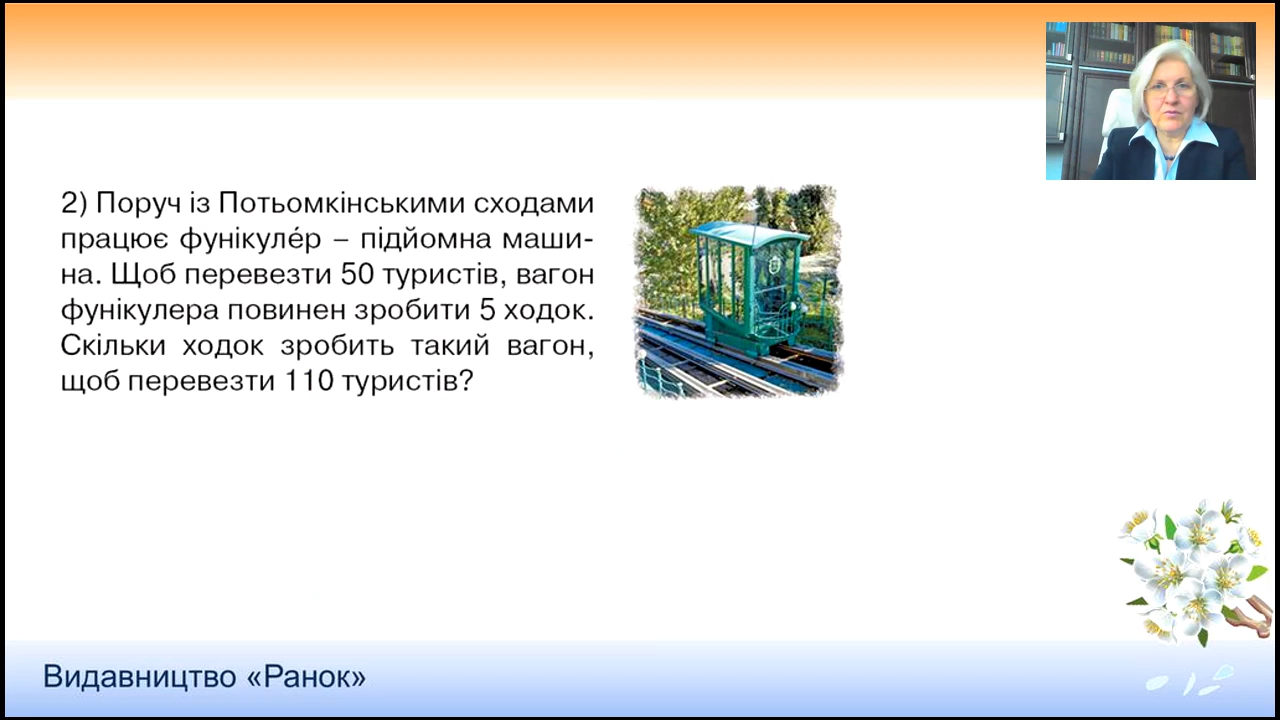 2) Поруч із Потьомкінськими сходами
працює фунікуле́р – підйомна маши-
на. Щоб перевезти 50 туристів, вагон
фунікулера повинен зробити 5 ходок.
Скільки ходок зробить такий вагон,
щоб перевезти 110 туристів?
Видавництво «Ранок»